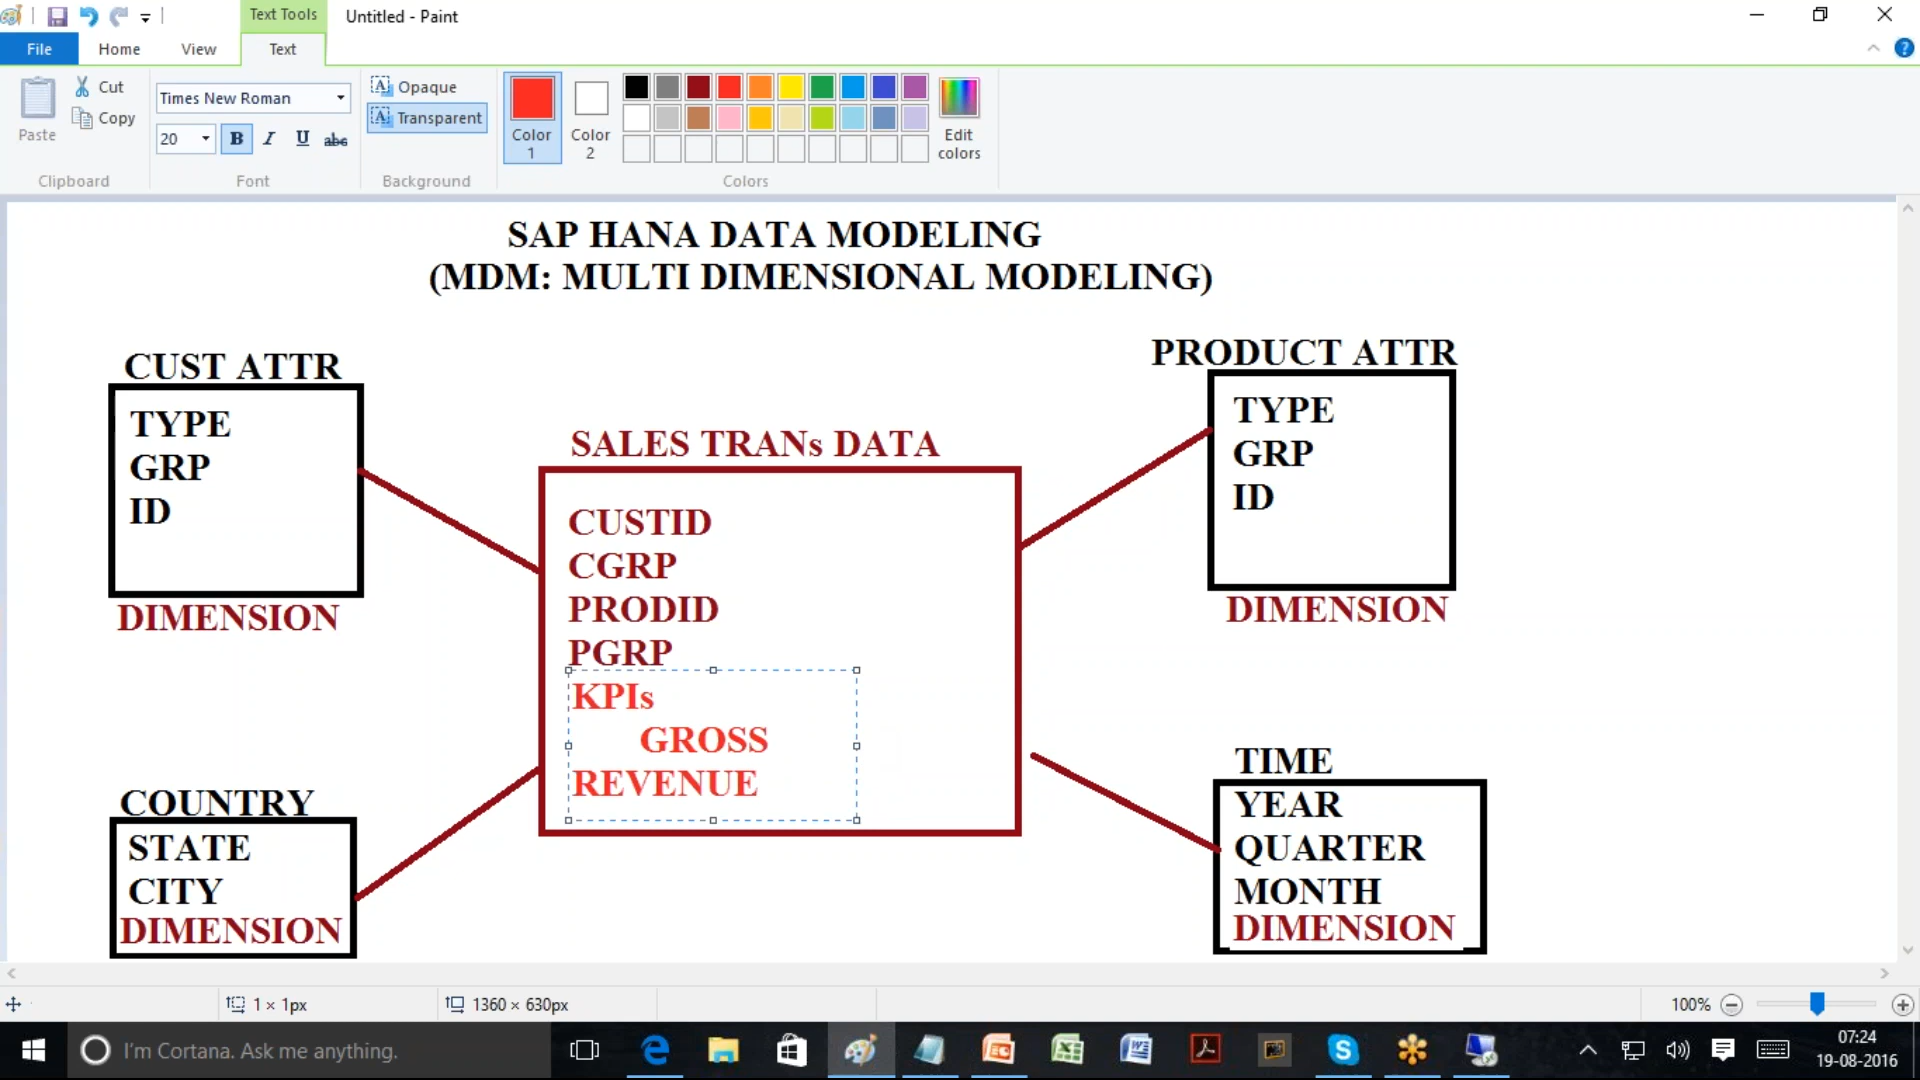 Text Tools
Untitled - Paint
File
Home
View
Text
Paste
Cut
Copy
Clipboard
Times New Roman
20
B
I
U
abc
Font
Opaque
Transparent
Background
Color
1
Color
2
Edit
colors
Colors
SAP HANA DATA MODELING
(MDM: MULTI DIMENSIONAL MODELING)
CUST ATTR
TYPE
GRP
ID
DIMENSION
PRODUCT ATTR
TYPE
GRP
ID
DIMENSION
SALES TRANs DATA
CUSTID
CGRP
PRODID
PGRP
KPIs
GROSS
REVENUE
COUNTRY
STATE
CITY
DIMENSION
TIME
YEAR
QUARTER
MONTH
DIMENSION
1 × 1px
1360 × 630px
100%
I'm Cortana. Ask me anything.
07:24
19-08-2016